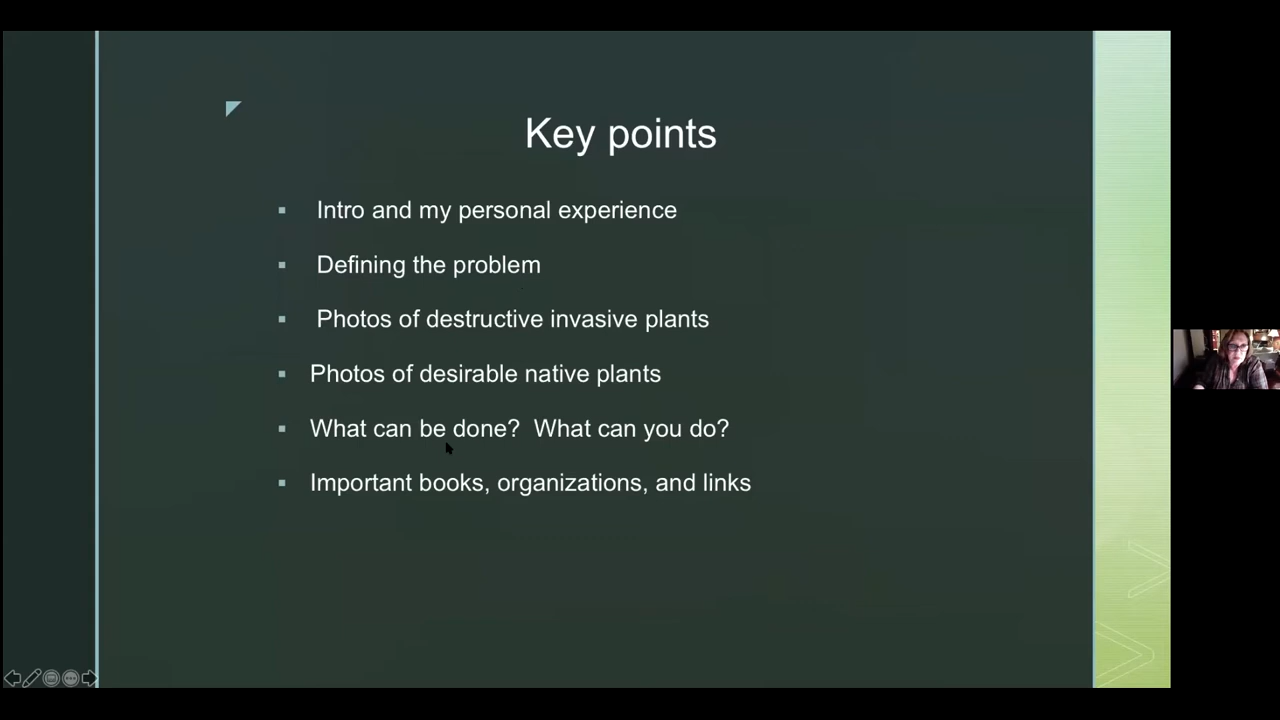 Key points
Intro and my personal experience
Defining the problem
Photos of destructive invasive plants
Photos of desirable native plants
What can be done?  What can you do?
Important books, organizations, and links